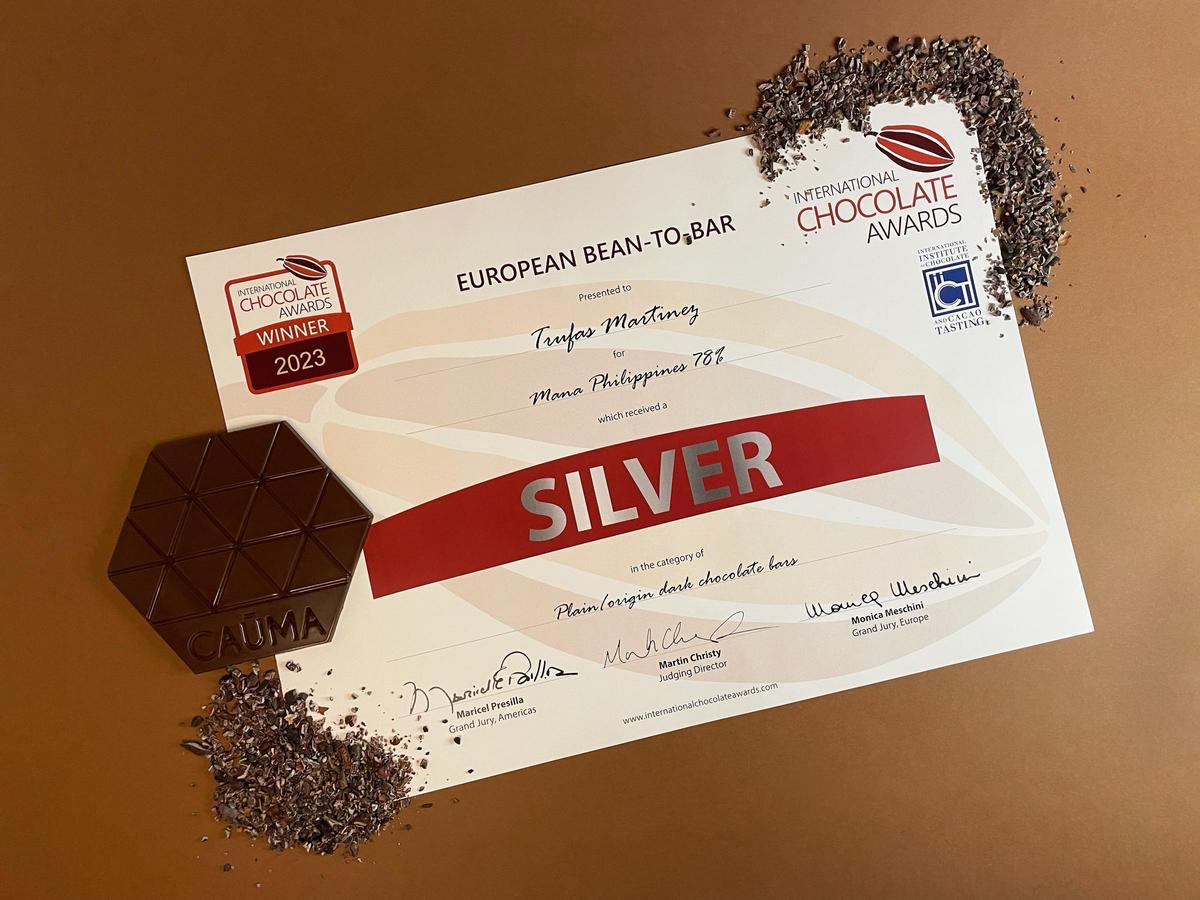 EUROPEAN BEAN-TO-BAR
INTERNATIONAL
CHOCOLATE
AWARDS
INTERNATIONAL
INSTITUTE
OF CHOCOLATE
IICT
AND CACAO
TASTING
INTERNATIONAL
CHOCOLATE
AWARDS
WINNER
2023
Presented to
Trufas Martinez
for
Mana Philippines 78%
which received a
SILVER
in the category of
Plain/origin dark chocolate bars
Maricel Presilla
Grand Jury, Americas
Martin Christy
Judging Director
Monica Meschini
Monica Meschini
Grand Jury, Europe
www.internationalchocolateawards.com
CAŪMA